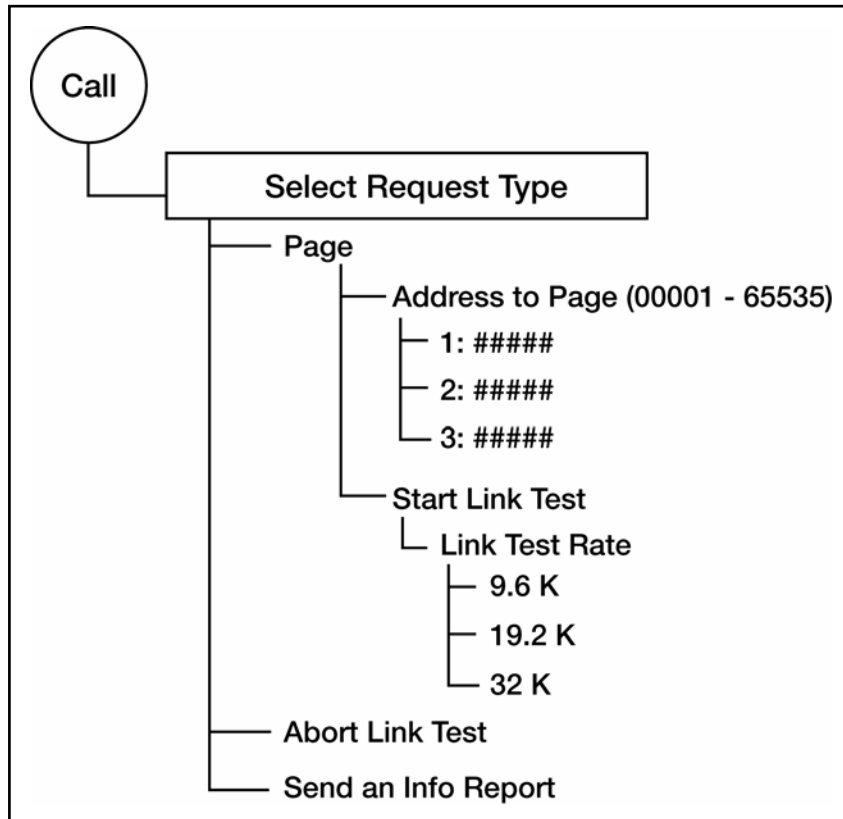 Call
Select Request Type
Page
Address to Page (00001 - 65535)
1: #####
2: #####
3: #####
Start Link Test
Link Test Rate
9.6 K
19.2 K
32 K
Abort Link Test
Send an Info Report